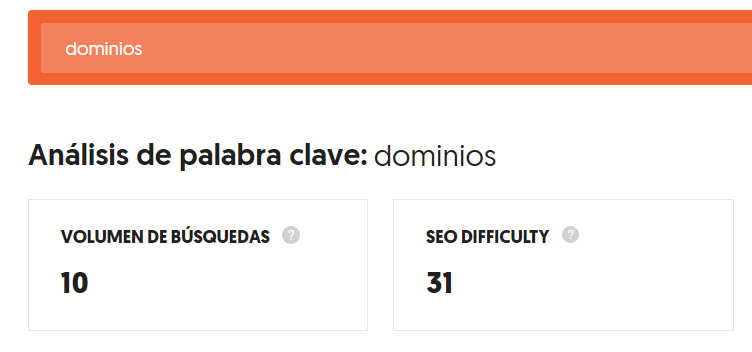 dominios
Análisis de palabra clave: dominios
VOLUMEN DE BÚSQUEDAS ?
SEO DIFFICULTY ?
10
31